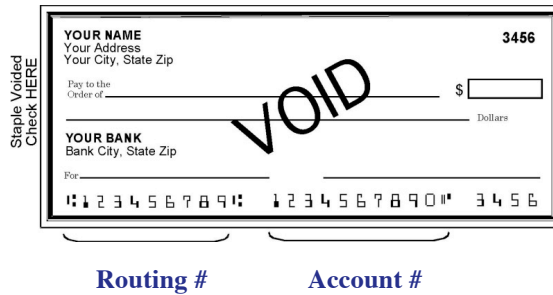 Staple Voided
Check HERE
YOUR NAME
3456
Your Address
Your City, State Zip
Pay to the
Order of
$
VOID
Dollars
YOUR BANK
Bank City, State Zip
For
⑆123456789⑆ 1234567890⑈ 3456
Routing # Account #